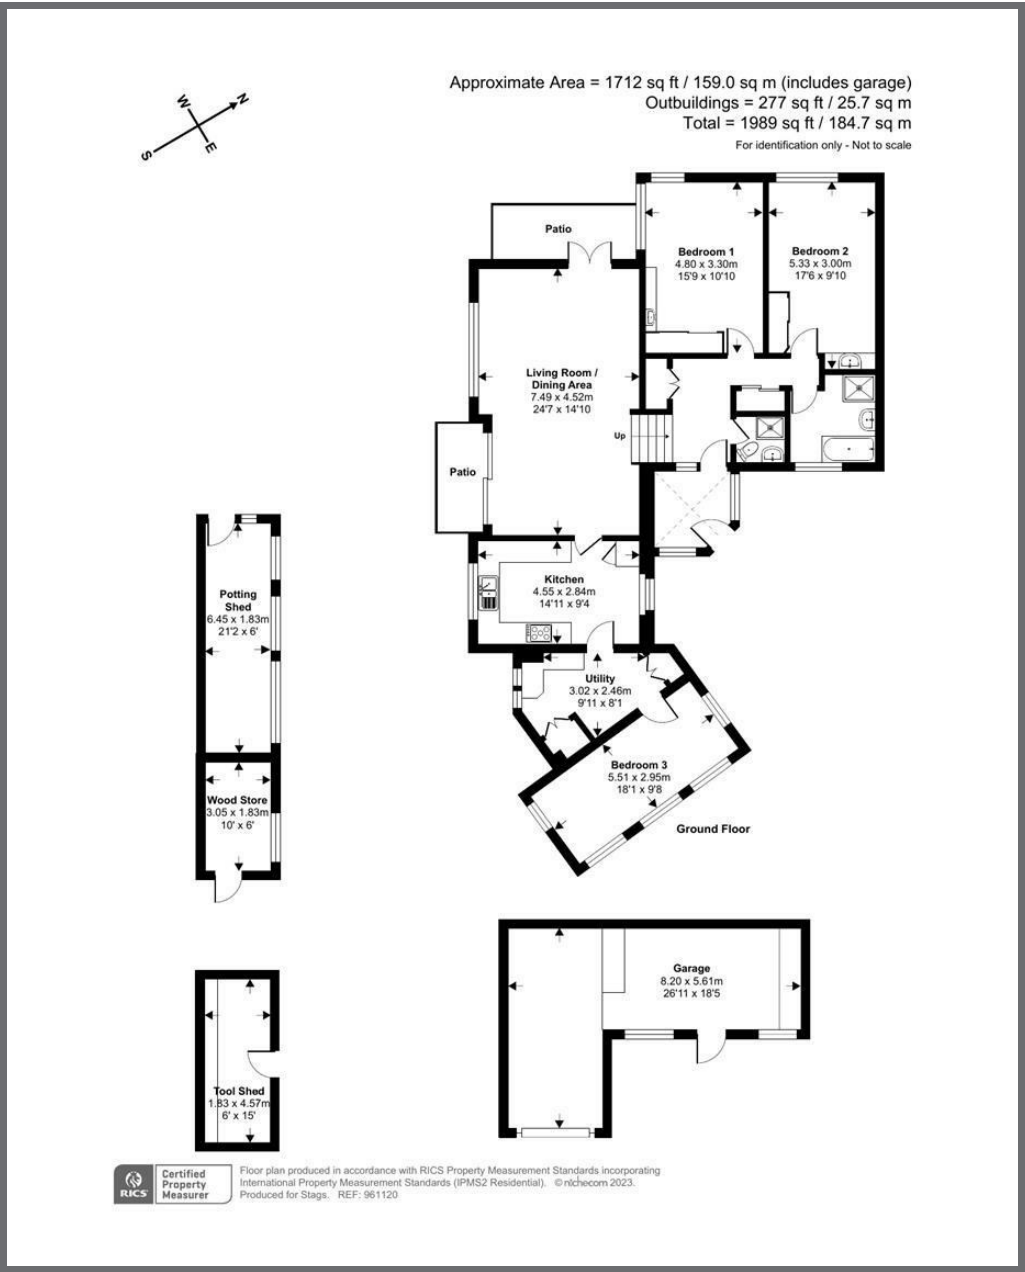 Approximate Area = 1712 sq ft / 159.0 sq m (includes garage)
Outbuildings = 277 sq ft / 25.7 sq m
Total = 1989 sq ft / 184.7 sq m
For identification only - Not to scale
W
N
S
E
Patio
Bedroom 1
4.80 x 3.30m
15'9 x 10'10
Bedroom 2
5.33 x 3.00m
17'6 x 9'10
Living Room /
Dining Area
7.49 x 4.52m
24'7 x 14'10
Up
Patio
Kitchen
4.55 x 2.84m
14'11 x 9'4
Potting
Shed
6.45 x 1.83m
21'2 x 6'
Utility
3.02 x 2.46m
9'11 x 8'1
Bedroom 3
5.51 x 2.95m
18'1 x 9'8
Wood Store
3.05 x 1.83m
10' x 6'
Ground Floor
Garage
8.20 x 5.61m
26'11 x 18'5
Tool Shed
1.83 x 4.57m
6' x 15'
RICS
Certified
Property
Measurer
Floor plan produced in accordance with RICS Property Measurement Standards incorporating
International Property Measurement Standards (IPMS2 Residential). © nichecom 2023.
Produced for Stags. REF: 961120